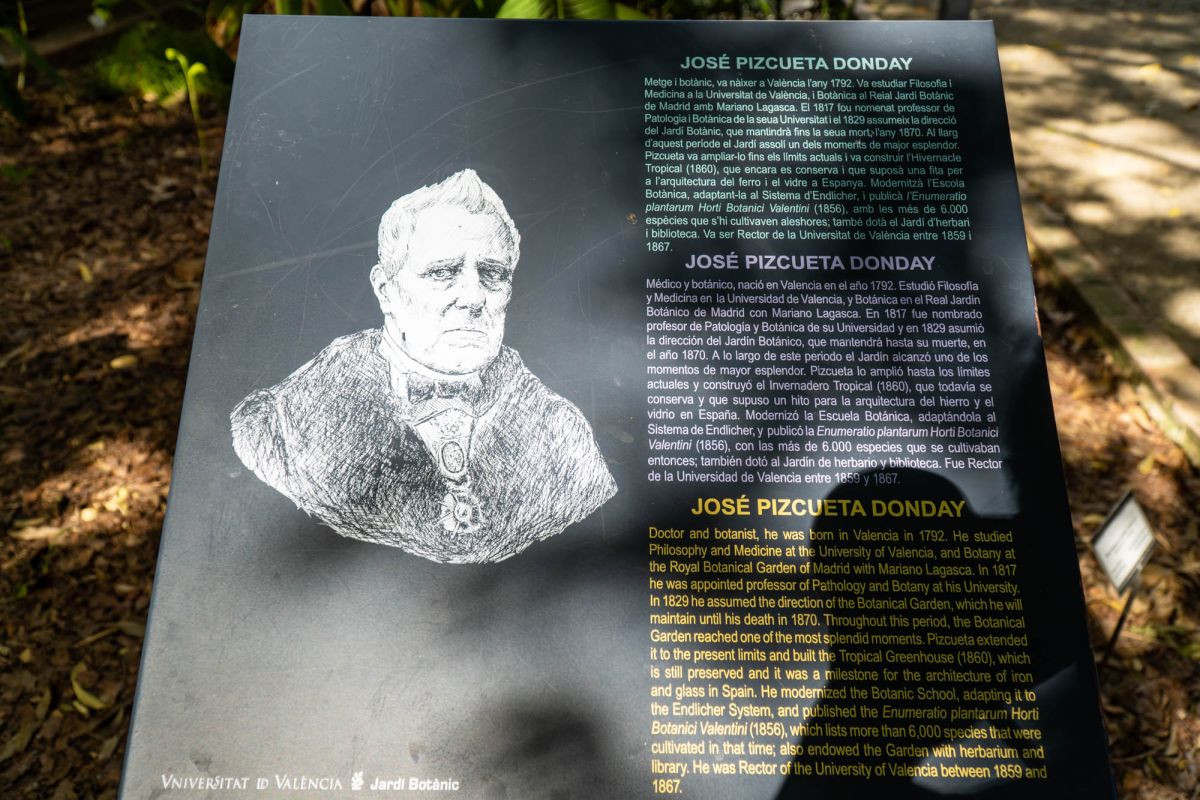 JOSÉ PIZCUETA DONDAY
Metge i botànic, va nàixer a València l'any 1792. Va estudiar Filosofia i
Medicina a la Universitat de València, i Botànica al Reial Jardí Botànic
de Madrid amb Mariano Lagasca. El 1817 fou nomenat professor de
Patologia i Botànica de la seua Universitat i el 1829 assumeix la direcció
del Jardí Botànic, que mantindrà fins la seua mort, l'any 1870. Al llarg
d'aquest període el Jardí assolí un dels moments de major esplendor.
Pizcueta va ampliar-lo fins els límits actuals i va construir l'Hivernacle
Tropical (1860), que encara es conserva i que suposà una fita per
a l'arquitectura del ferro i el vidre a Espanya. Modernitzà l'Escola
Botànica, adaptant-la al Sistema d'Endlicher, i publicà l'Enumeratio
plantarum Horti Botanici Valentini (1856), amb les més de 6.000
espècies que s'hi cultivaven aleshores; també dotà el Jardí d'herbari
i biblioteca. Va ser Rector de la Universitat de València entre 1859 i
1867.
JOSÉ PIZCUETA DONDAY
Médico y botánico, nació en Valencia en el año 1792. Estudió Filosofía
y Medicina en la Universidad de Valencia, y Botánica en el Real Jardín
Botánico de Madrid con Mariano Lagasca. En 1817 fue nombrado
profesor de Patología y Botánica de su Universidad y en 1829 asumió
la dirección del Jardín Botánico, que mantendrá hasta su muerte, en
el año 1870. A lo largo de este periodo el Jardín alcanzó uno de los
momentos de mayor esplendor. Pizcueta lo amplió hasta los límites
actuales y construyó el Invernadero Tropical (1860), que todavía se
conserva y que supuso un hito para la arquitectura del hierro y el
vidrio en España. Modernizó la Escuela Botánica, adaptándola al
Sistema de Endlicher, y publicó la Enumeratio plantarum Horti Botanici
Valentini (1856), con las más de 6.000 especies que se cultivaban
entonces; también dotó al Jardín de herbario y biblioteca. Fue Rector
de la Universidad de Valencia entre 1859 y 1867.
JOSÉ PIZCUETA DONDAY
Doctor and botanist, he was born in Valencia in 1792. He studied
Philosophy and Medicine at the University of Valencia, and Botany at
the Royal Botanical Garden of Madrid with Mariano Lagasca. In 1817
he was appointed professor of Pathology and Botany at his University.
In 1829 he assumed the direction of the Botanical Garden, which he will
maintain until his death in 1870. Throughout this period, the Botanical
Garden reached one of the most splendid moments. Pizcueta extended
it to the present limits and built the Tropical Greenhouse (1860), which
is still preserved and it was a milestone for the architecture of iron
and glass in Spain. He modernized the Botanic School, adapting it to
the Endlicher System, and published the Enumeratio plantarum Horti
Botanici Valentini (1856), which lists more than 6,000 species that were
cultivated in that time; also endowed the Garden with herbarium and
library. He was Rector of the University of Valencia between 1859 and
1867.
VNIVERSITAT ID VALÈNCIA Jardí Botànic